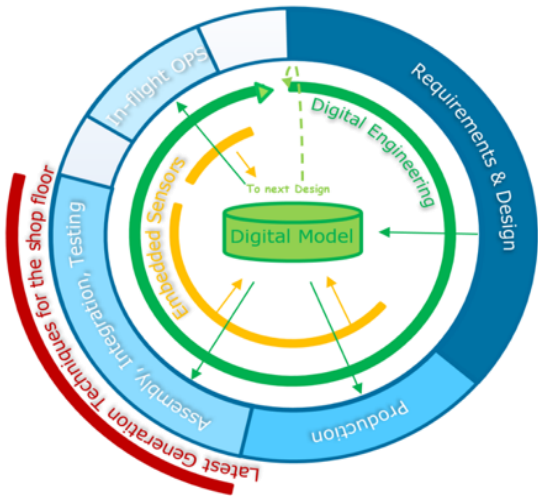 In-flight OPS
Requirements & Design
Digital Engineering
Embedded Sensors
To next Design
Digital Model
Assembly, Integration, Testing
Production
Latest Generation Techniques for the shop floor